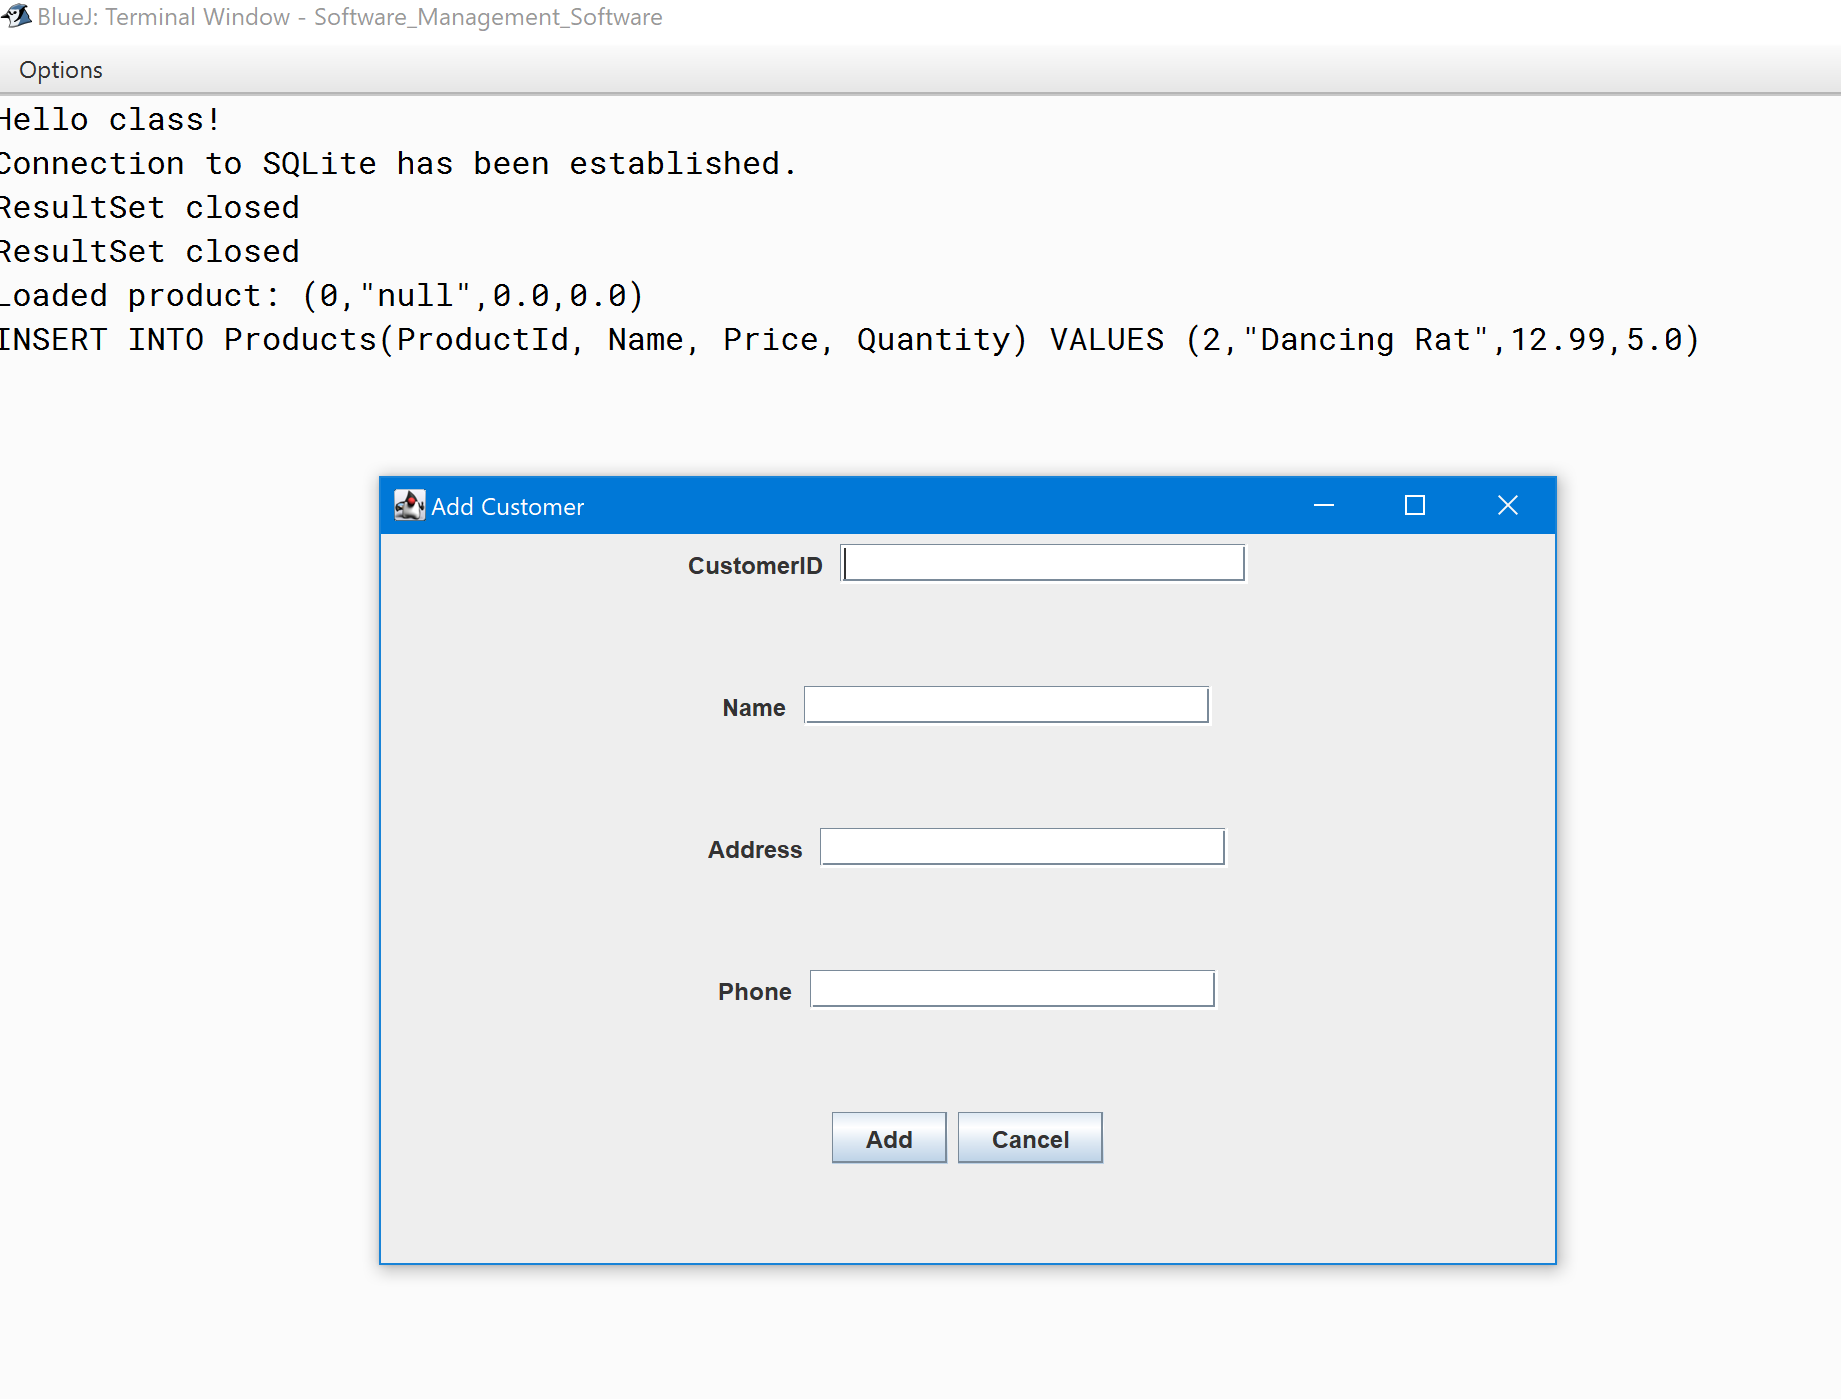 BlueJ: Terminal Window - Software_Management_Software
Options
Hello class!
Connection to SQLite has been established.
ResultSet closed
ResultSet closed
Loaded product: (0,"null",0.0,0.0)
INSERT INTO Products(ProductId, Name, Price, Quantity) VALUES (2,"Dancing Rat",12.99,5.0)
Add Customer
CustomerID
Name
Address
Phone
Add Cancel